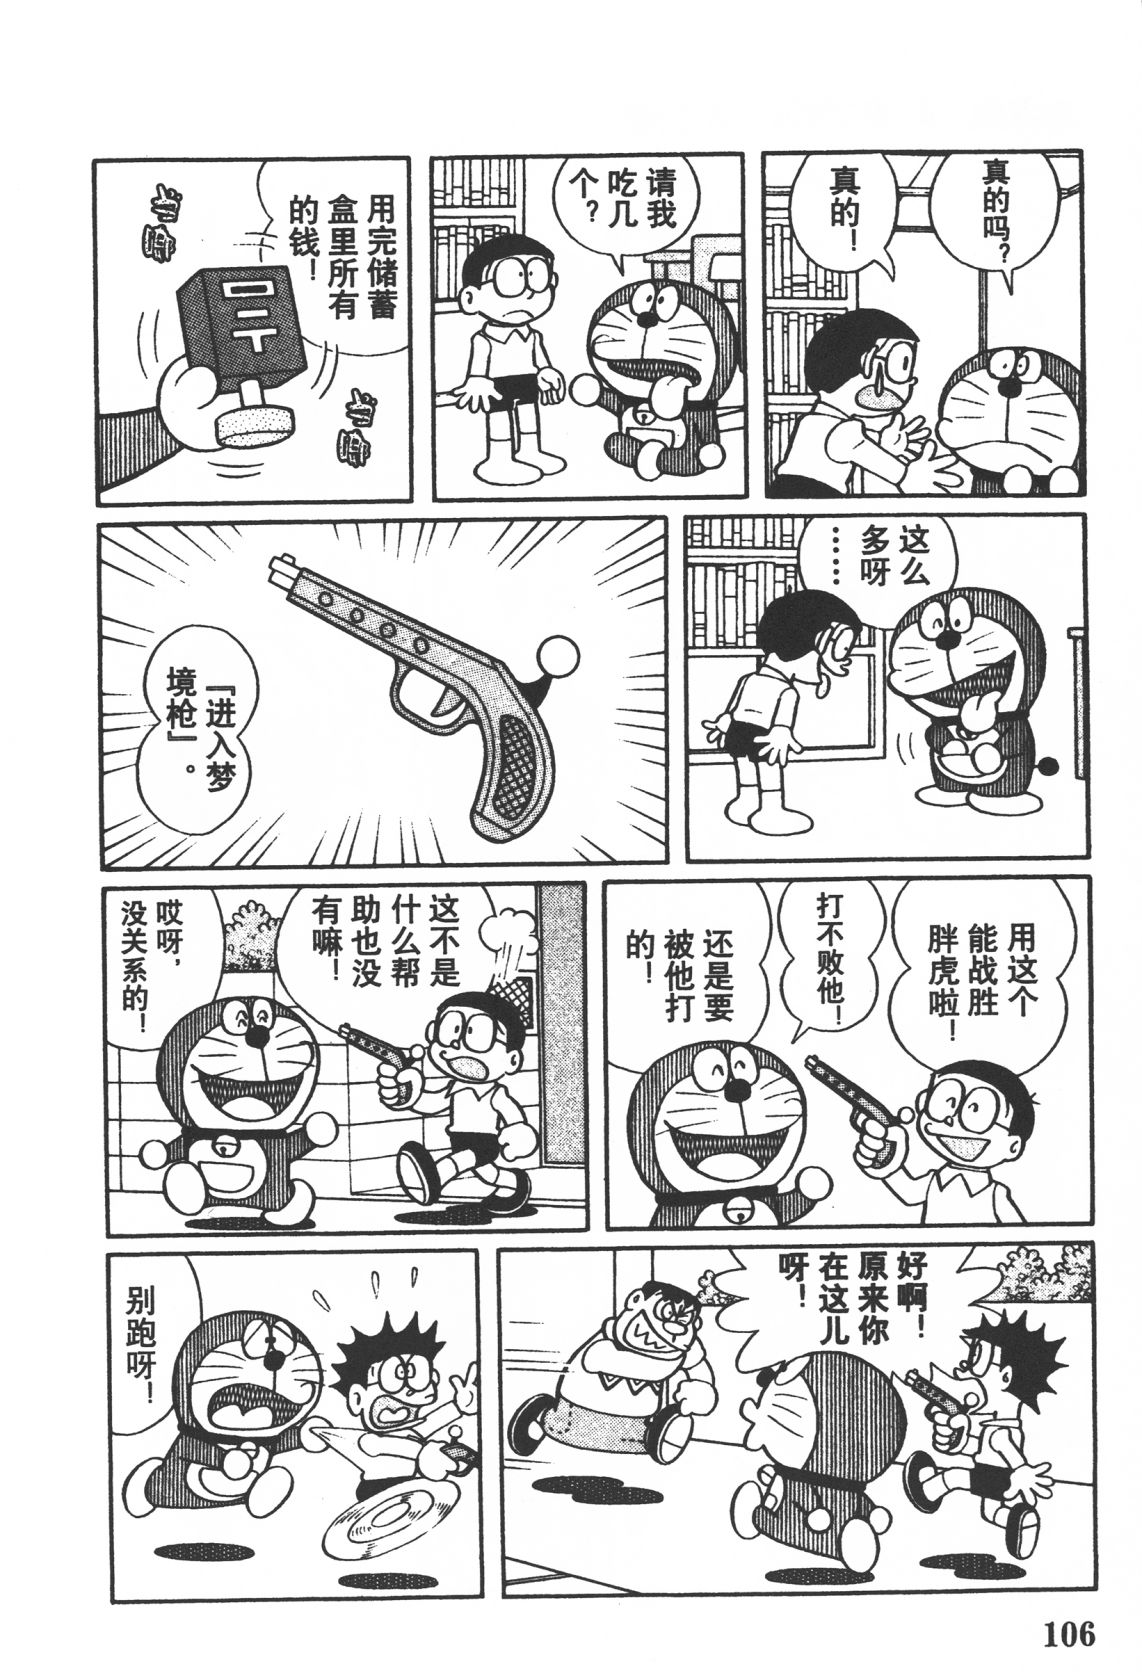 真的吗?
真的!
请我
吃几
个?
用完储蓄
盒里所有
的钱!
当啷
当啷
这么
多呀
……
『进入梦
境枪』。
用这个
能战胜
胖虎啦!
打不败他!
还是要
被他打
的!
这不是
什么帮
助也没
有嘛!
哎呀,
没关系的!
好啊!
原来你
在这儿
呀!
别跑呀!
106